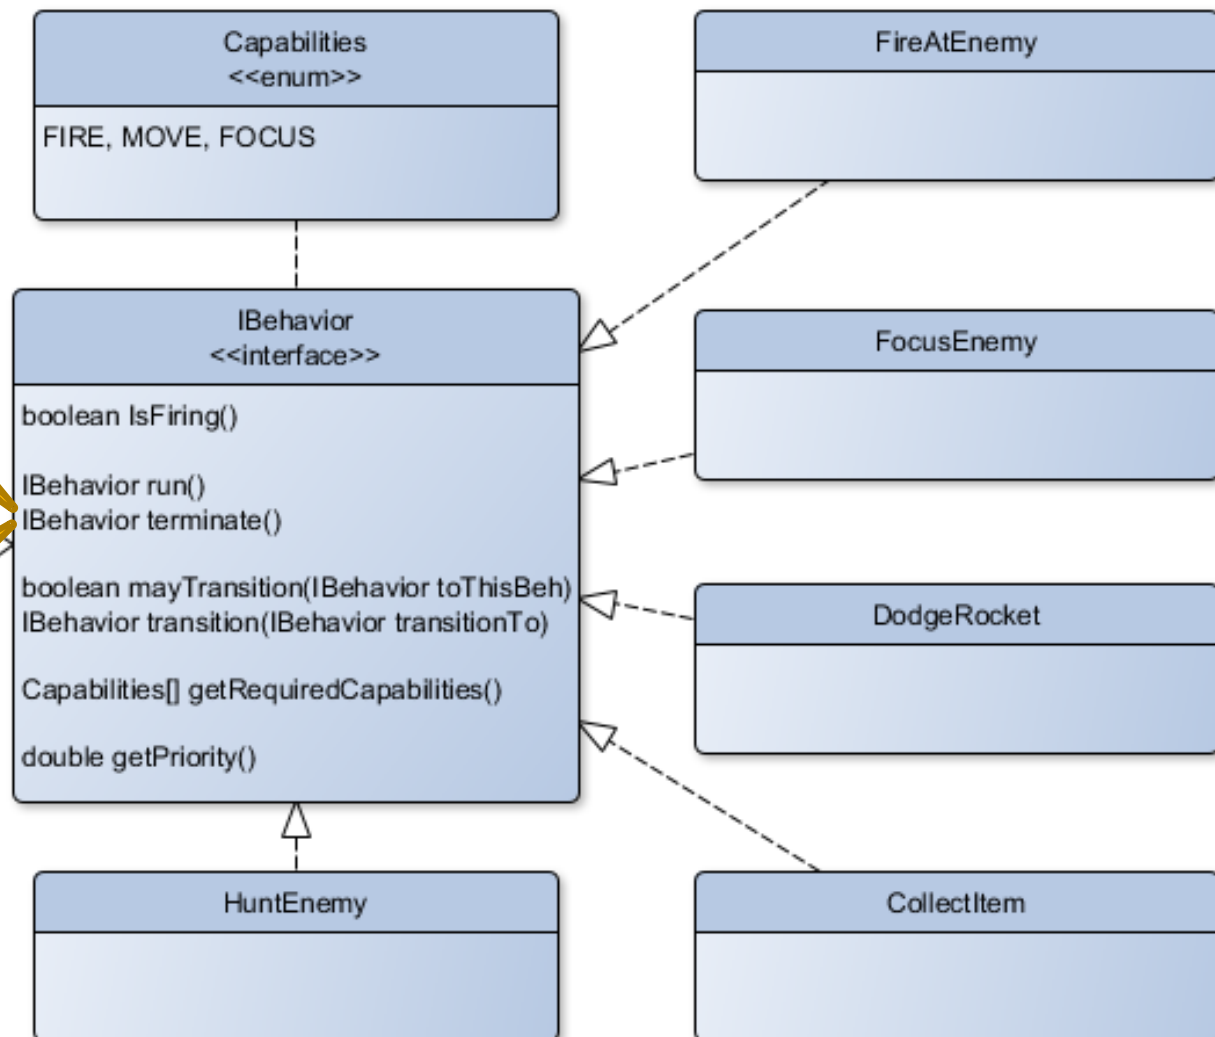 Capabilities
<<enum>>
FIRE, MOVE, FOCUS
IBehavior
<<interface>>
boolean IsFiring()
IBehavior run()
IBehavior terminate()
boolean mayTransition(IBehavior toThisBeh)
IBehavior transition(IBehavior transitionTo)
Capabilities[] getRequiredCapabilities()
double getPriority()
HuntEnemy
FireAtEnemy
FocusEnemy
DodgeRocket
CollectItem